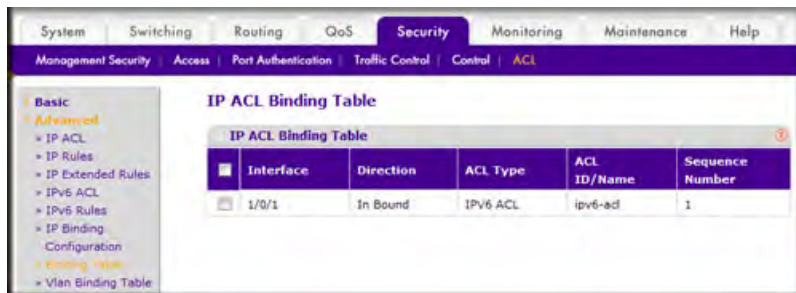 System Switching Routing QoS Security Monitoring Maintenance Help
Management Security Access Port Authentication Traffic Control Control ACL
Basic
Advanced
IP ACL
IP Rules
IP Extended Rules
IPv6 ACL
IPv6 Rules
IP Binding
Configuration
Binding Table
Vlan Binding Table
IP ACL Binding Table
IP ACL Binding Table
Interface Direction ACL Type ACL ID/Name Sequence Number
1/0/1 In Bound IPV6 ACL ipv6-acl 1